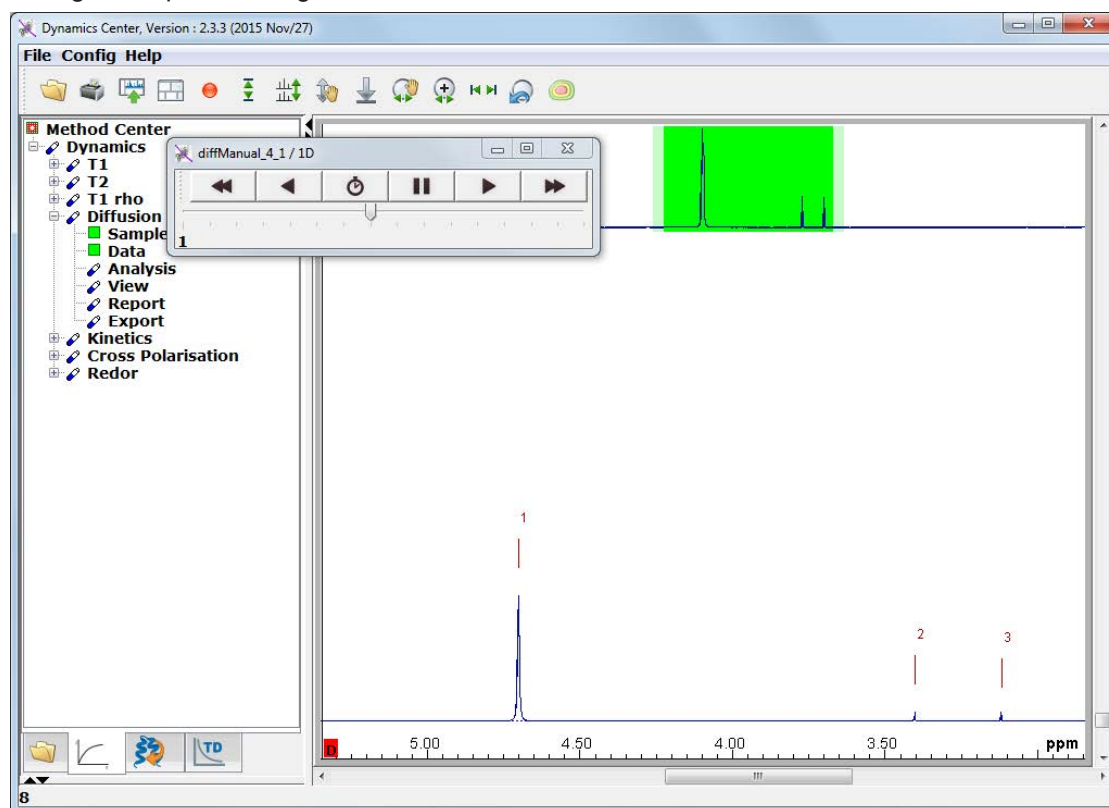 Dynamics Center, Version : 2.3.3 (2015 Nov/27)
File Config Help
Method Center
Dynamics
T1
T2
T1 rho
Diffusion
Sample
Data
Analysis
View
Report
Export
Kinetics
Cross Polarisation
Redor
diffManual_4_1 / 1D
1
1
2
3
D
5.00 4.50 4.00 3.50 ppm
TD
8